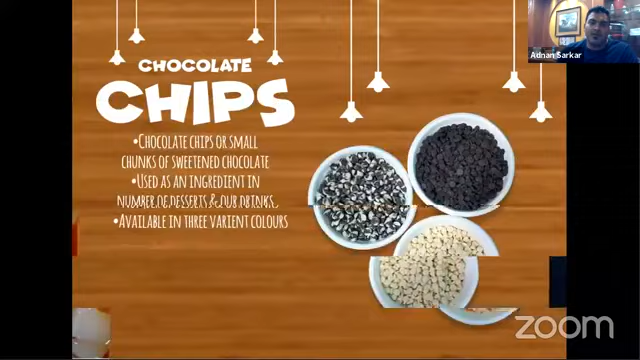 Adnan Sarkar
CHOCOLATE
CHIPS
•CHOCOLATE CHIPS OR SMALL
CHUNKS OF SWEETENED CHOCOLATE
•USED AS AN INGREDIENT IN
NUMBER OF DESSERTS & OUR DRINKS
•AVAILABLE IN THREE VARIENT COLOURS
zoom